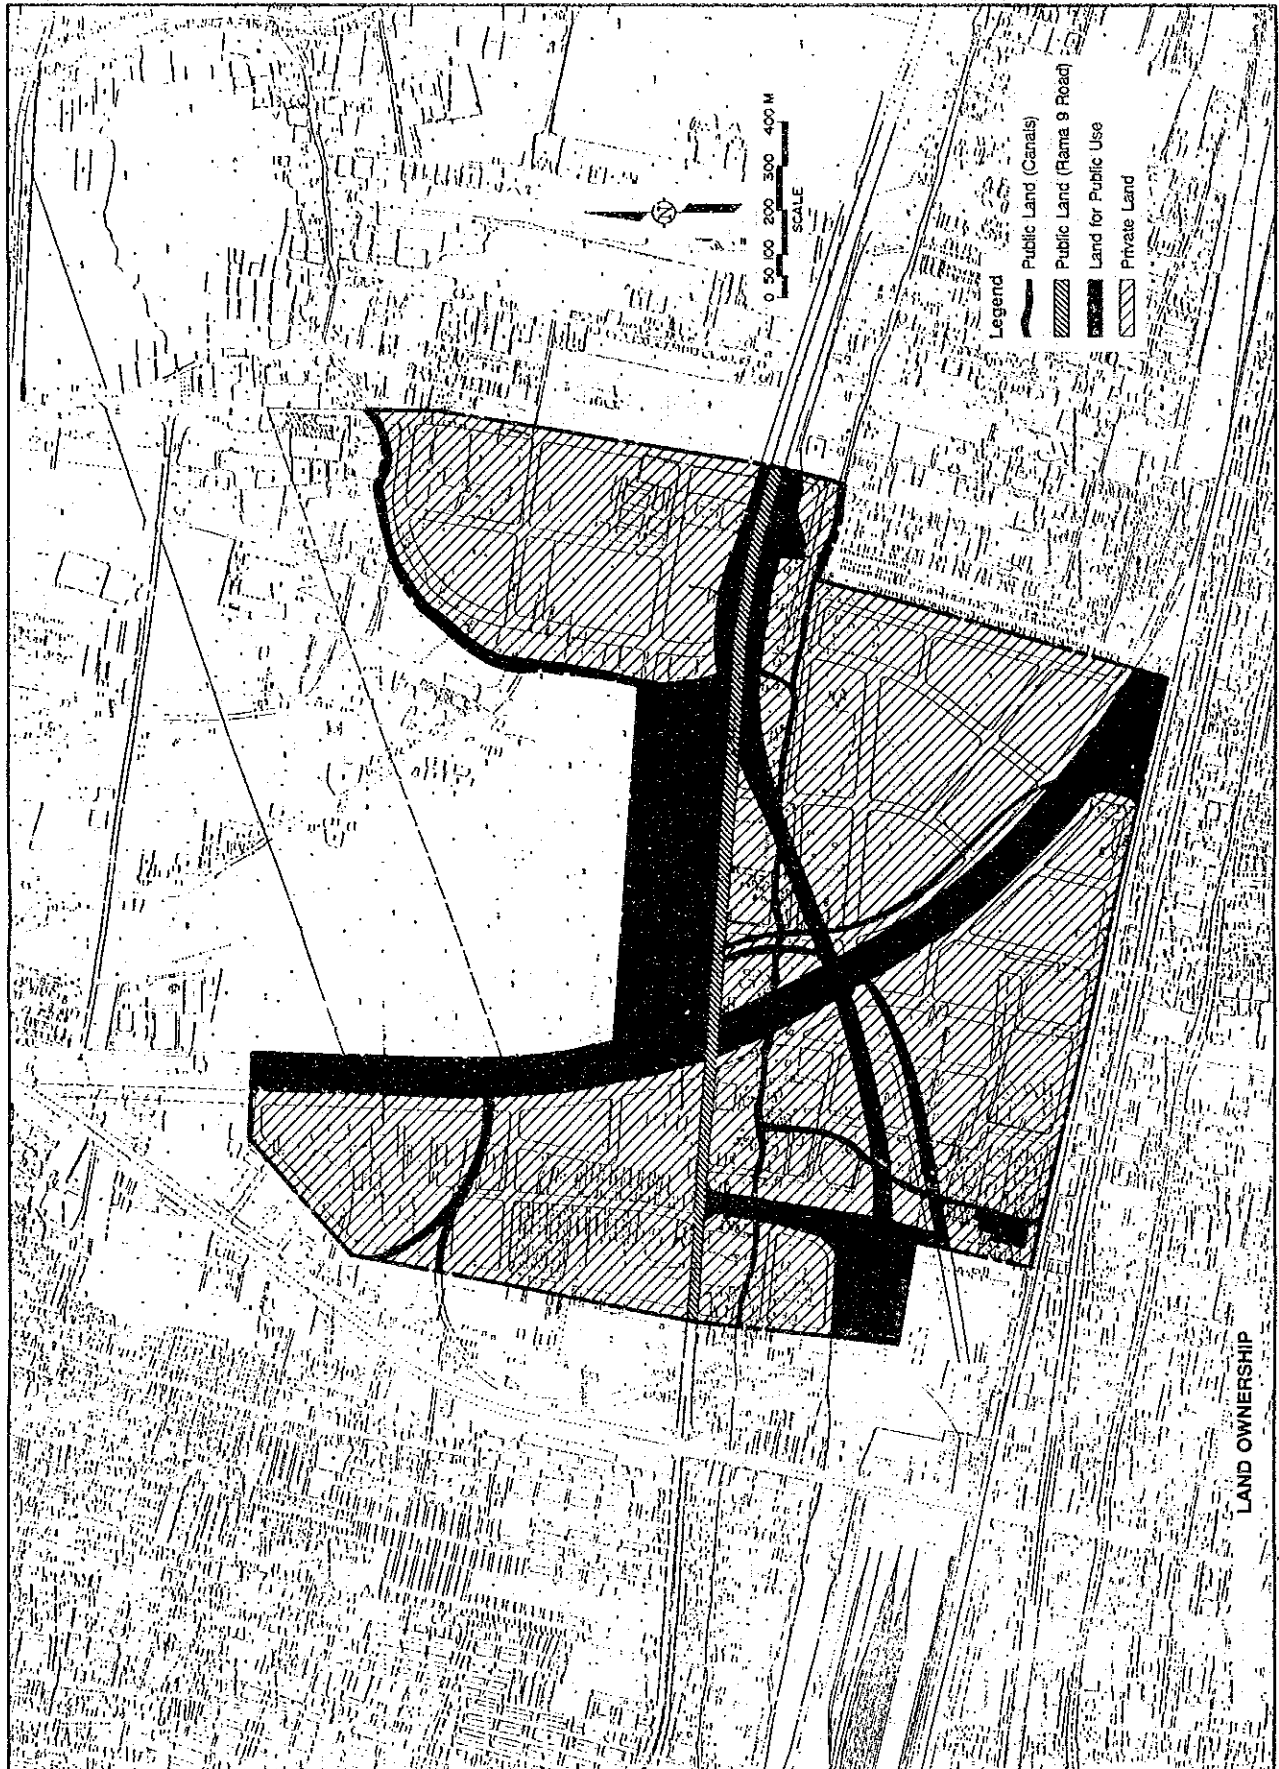 0 50 100 200 300 400 M
SCALE
N
Legend
Public Land (Canals)
Public Land (Rama 9 Road)
Land for Public Use
Private Land
LAND OWNERSHIP